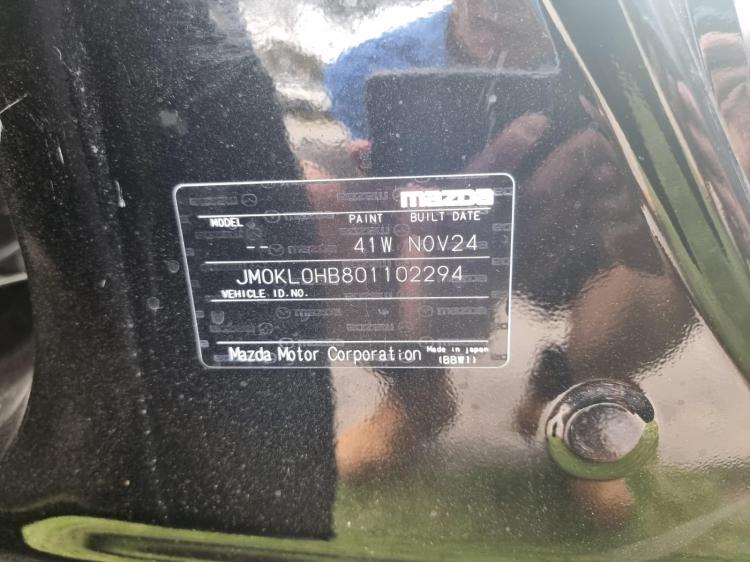 mazda
MODEL PAINT BUILT DATE
-- 41W NOV24
JM0KL0HB801102294
VEHICLE ID.NO.
Mazda Motor Corporation Made in japan
(BBW1)